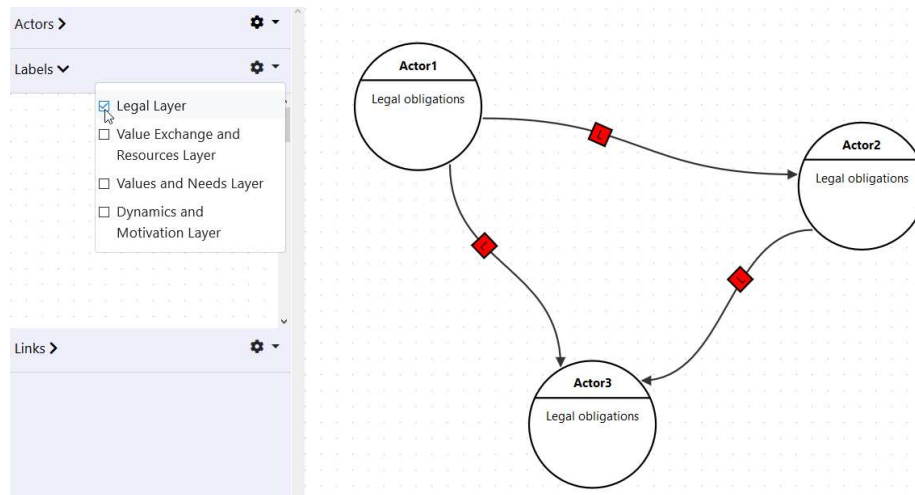 Actors
Labels
Legal Layer
Value Exchange and
Resources Layer
Values and Needs Layer
Dynamics and
Motivation Layer
Links
Actor1
Legal obligations
L
Actor2
Legal obligations
L
L
Actor3
Legal obligations